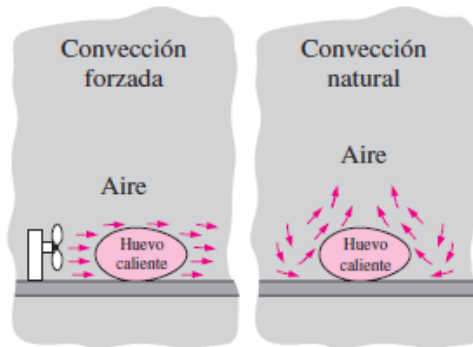 Convección
forzada
Aire
Huevo
caliente
Convección
natural
Aire
Huevo
caliente